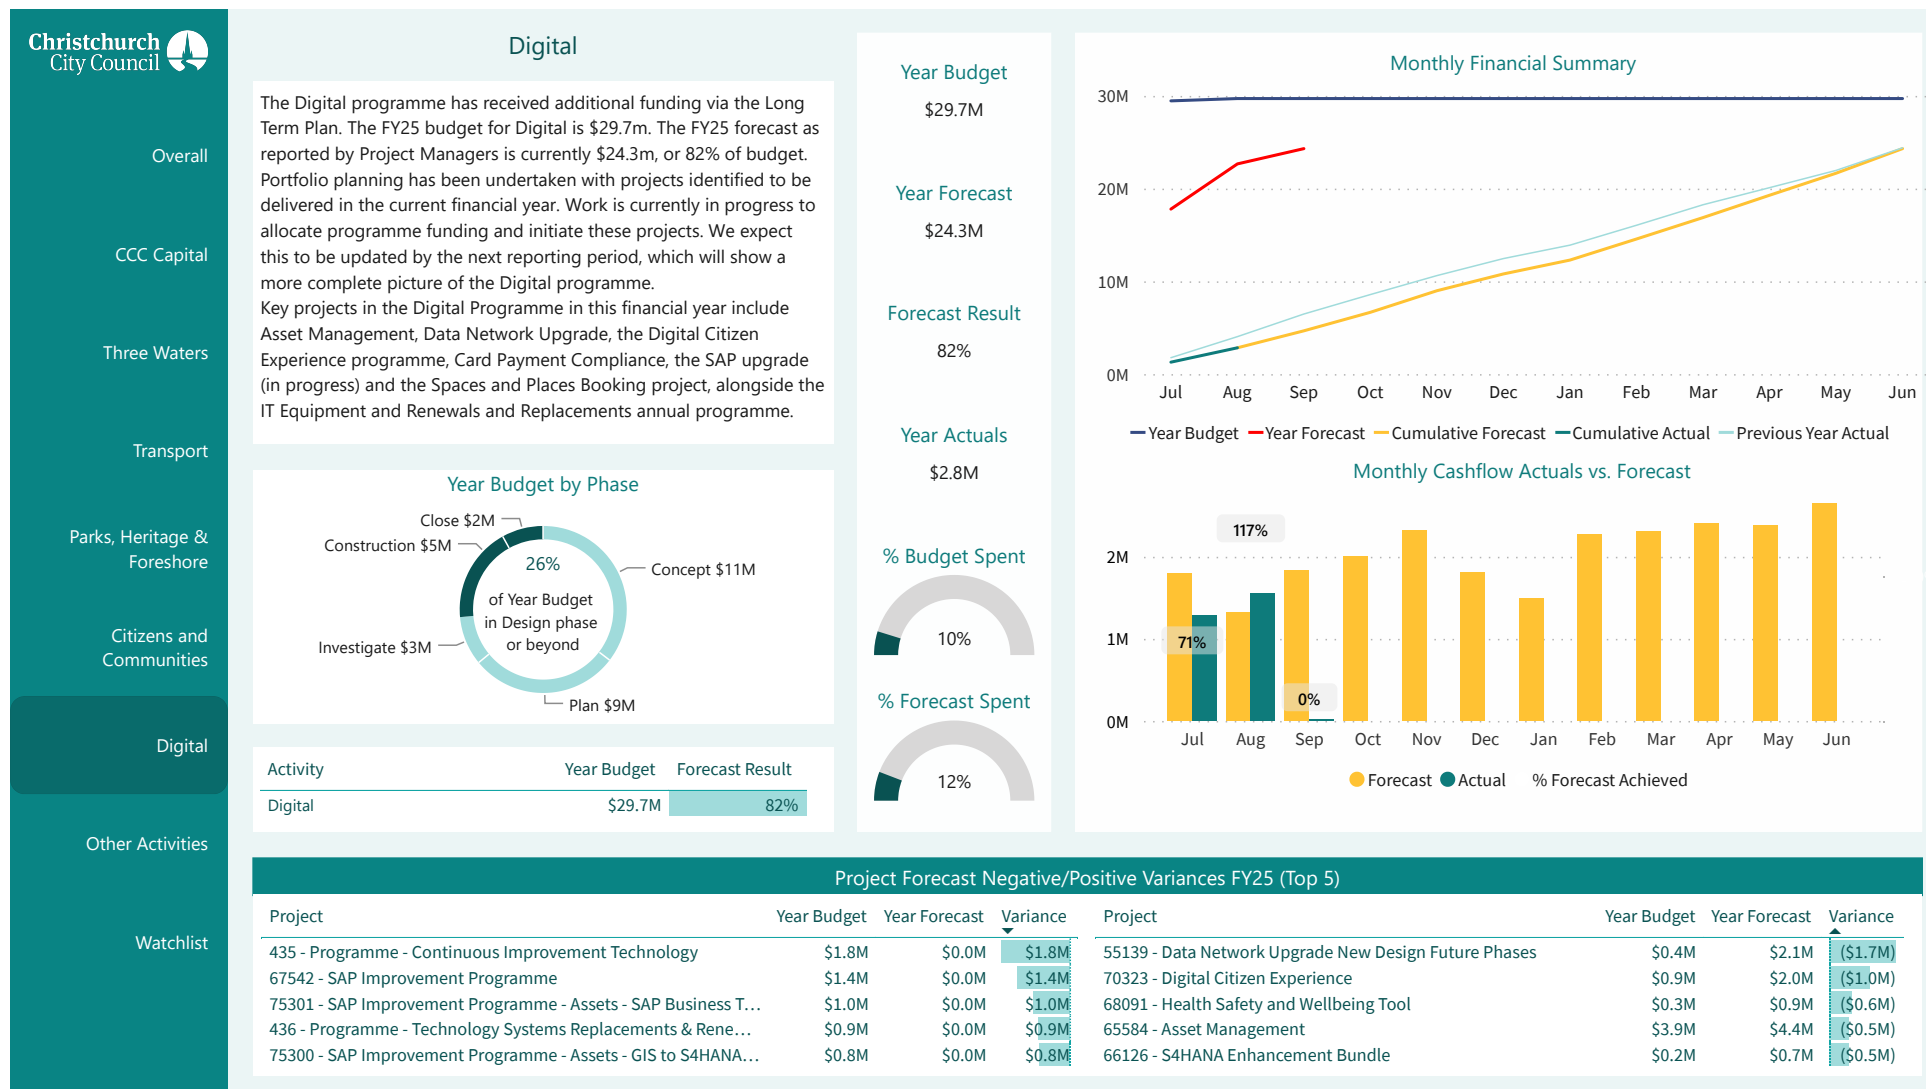 Christchurch
City Council
Overall
CCC Capital
Three Waters
Transport
Parks, Heritage &
Foreshore
Citizens and
Communities
Digital
Other Activities
Watchlist
Digital
The Digital programme has received additional funding via the Long
Term Plan. The FY25 budget for Digital is $29.7m. The FY25 forecast as
reported by Project Managers is currently $24.3m, or 82% of budget.
Portfolio planning has been undertaken with projects identified to be
delivered in the current financial year. Work is currently in progress to
allocate programme funding and initiate these projects. We expect
this to be updated by the next reporting period, which will show a
more complete picture of the Digital programme.
Key projects in the Digital Programme in this financial year include
Asset Management, Data Network Upgrade, the Digital Citizen
Experience programme, Card Payment Compliance, the SAP upgrade
(in progress) and the Spaces and Places Booking project, alongside the
IT Equipment and Renewals and Replacements annual programme.
Year Budget by Phase
Close $2M
Construction $5M
Concept $11M
Investigate $3M
Plan $9M
26%
of Year Budget
in Design phase
or beyond
Activity Year Budget Forecast Result
Digital $29.7M 82%
Year Budget
$29.7M
Year Forecast
$24.3M
Forecast Result
82%
Year Actuals
$2.8M
% Budget Spent
10%
% Forecast Spent
12%
Monthly Financial Summary
30M
20M
10M
0M
Jul Aug Sep Oct Nov Dec Jan Feb Mar Apr May Jun
Year Budget Year Forecast Cumulative Forecast Cumulative Actual Previous Year Actual
Monthly Cashflow Actuals vs. Forecast
117%
2M
1M
71%
0%
0M
Jul Aug Sep Oct Nov Dec Jan Feb Mar Apr May Jun
Forecast Actual % Forecast Achieved
Project Forecast Negative/Positive Variances FY25 (Top 5)
Project Year Budget Year Forecast Variance
435 - Programme - Continuous Improvement Technology $1.8M $0.0M $1.8M
67542 - SAP Improvement Programme $1.4M $0.0M $1.4M
75301 - SAP Improvement Programme - Assets - SAP Business T... $1.0M $0.0M $1.0M
436 - Programme - Technology Systems Replacements & Rene... $0.9M $0.0M $0.9M
75300 - SAP Improvement Programme - Assets - GIS to S4HANA... $0.8M $0.0M $0.8M
Project Year Budget Year Forecast Variance
55139 - Data Network Upgrade New Design Future Phases $0.4M $2.1M ($1.7M)
70323 - Digital Citizen Experience $0.9M $2.0M ($1.0M)
68091 - Health Safety and Wellbeing Tool $0.3M $0.9M ($0.6M)
65584 - Asset Management $3.9M $4.4M ($0.5M)
66126 - S4HANA Enhancement Bundle $0.2M $0.7M ($0.5M)